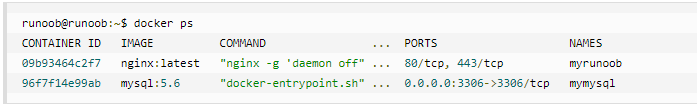 runoob@runoob:~$ docker ps
CONTAINER ID   IMAGE          COMMAND                  ...  PORTS                    NAMES
09b93464c2f7   nginx:latest   "nginx -g 'daemon off"   ...  80/tcp, 443/tcp          myrunoob
96f7f14e99ab   mysql:5.6      "docker-entrypoint.sh"   ...  0.0.0.0:3306->3306/tcp   mymysql